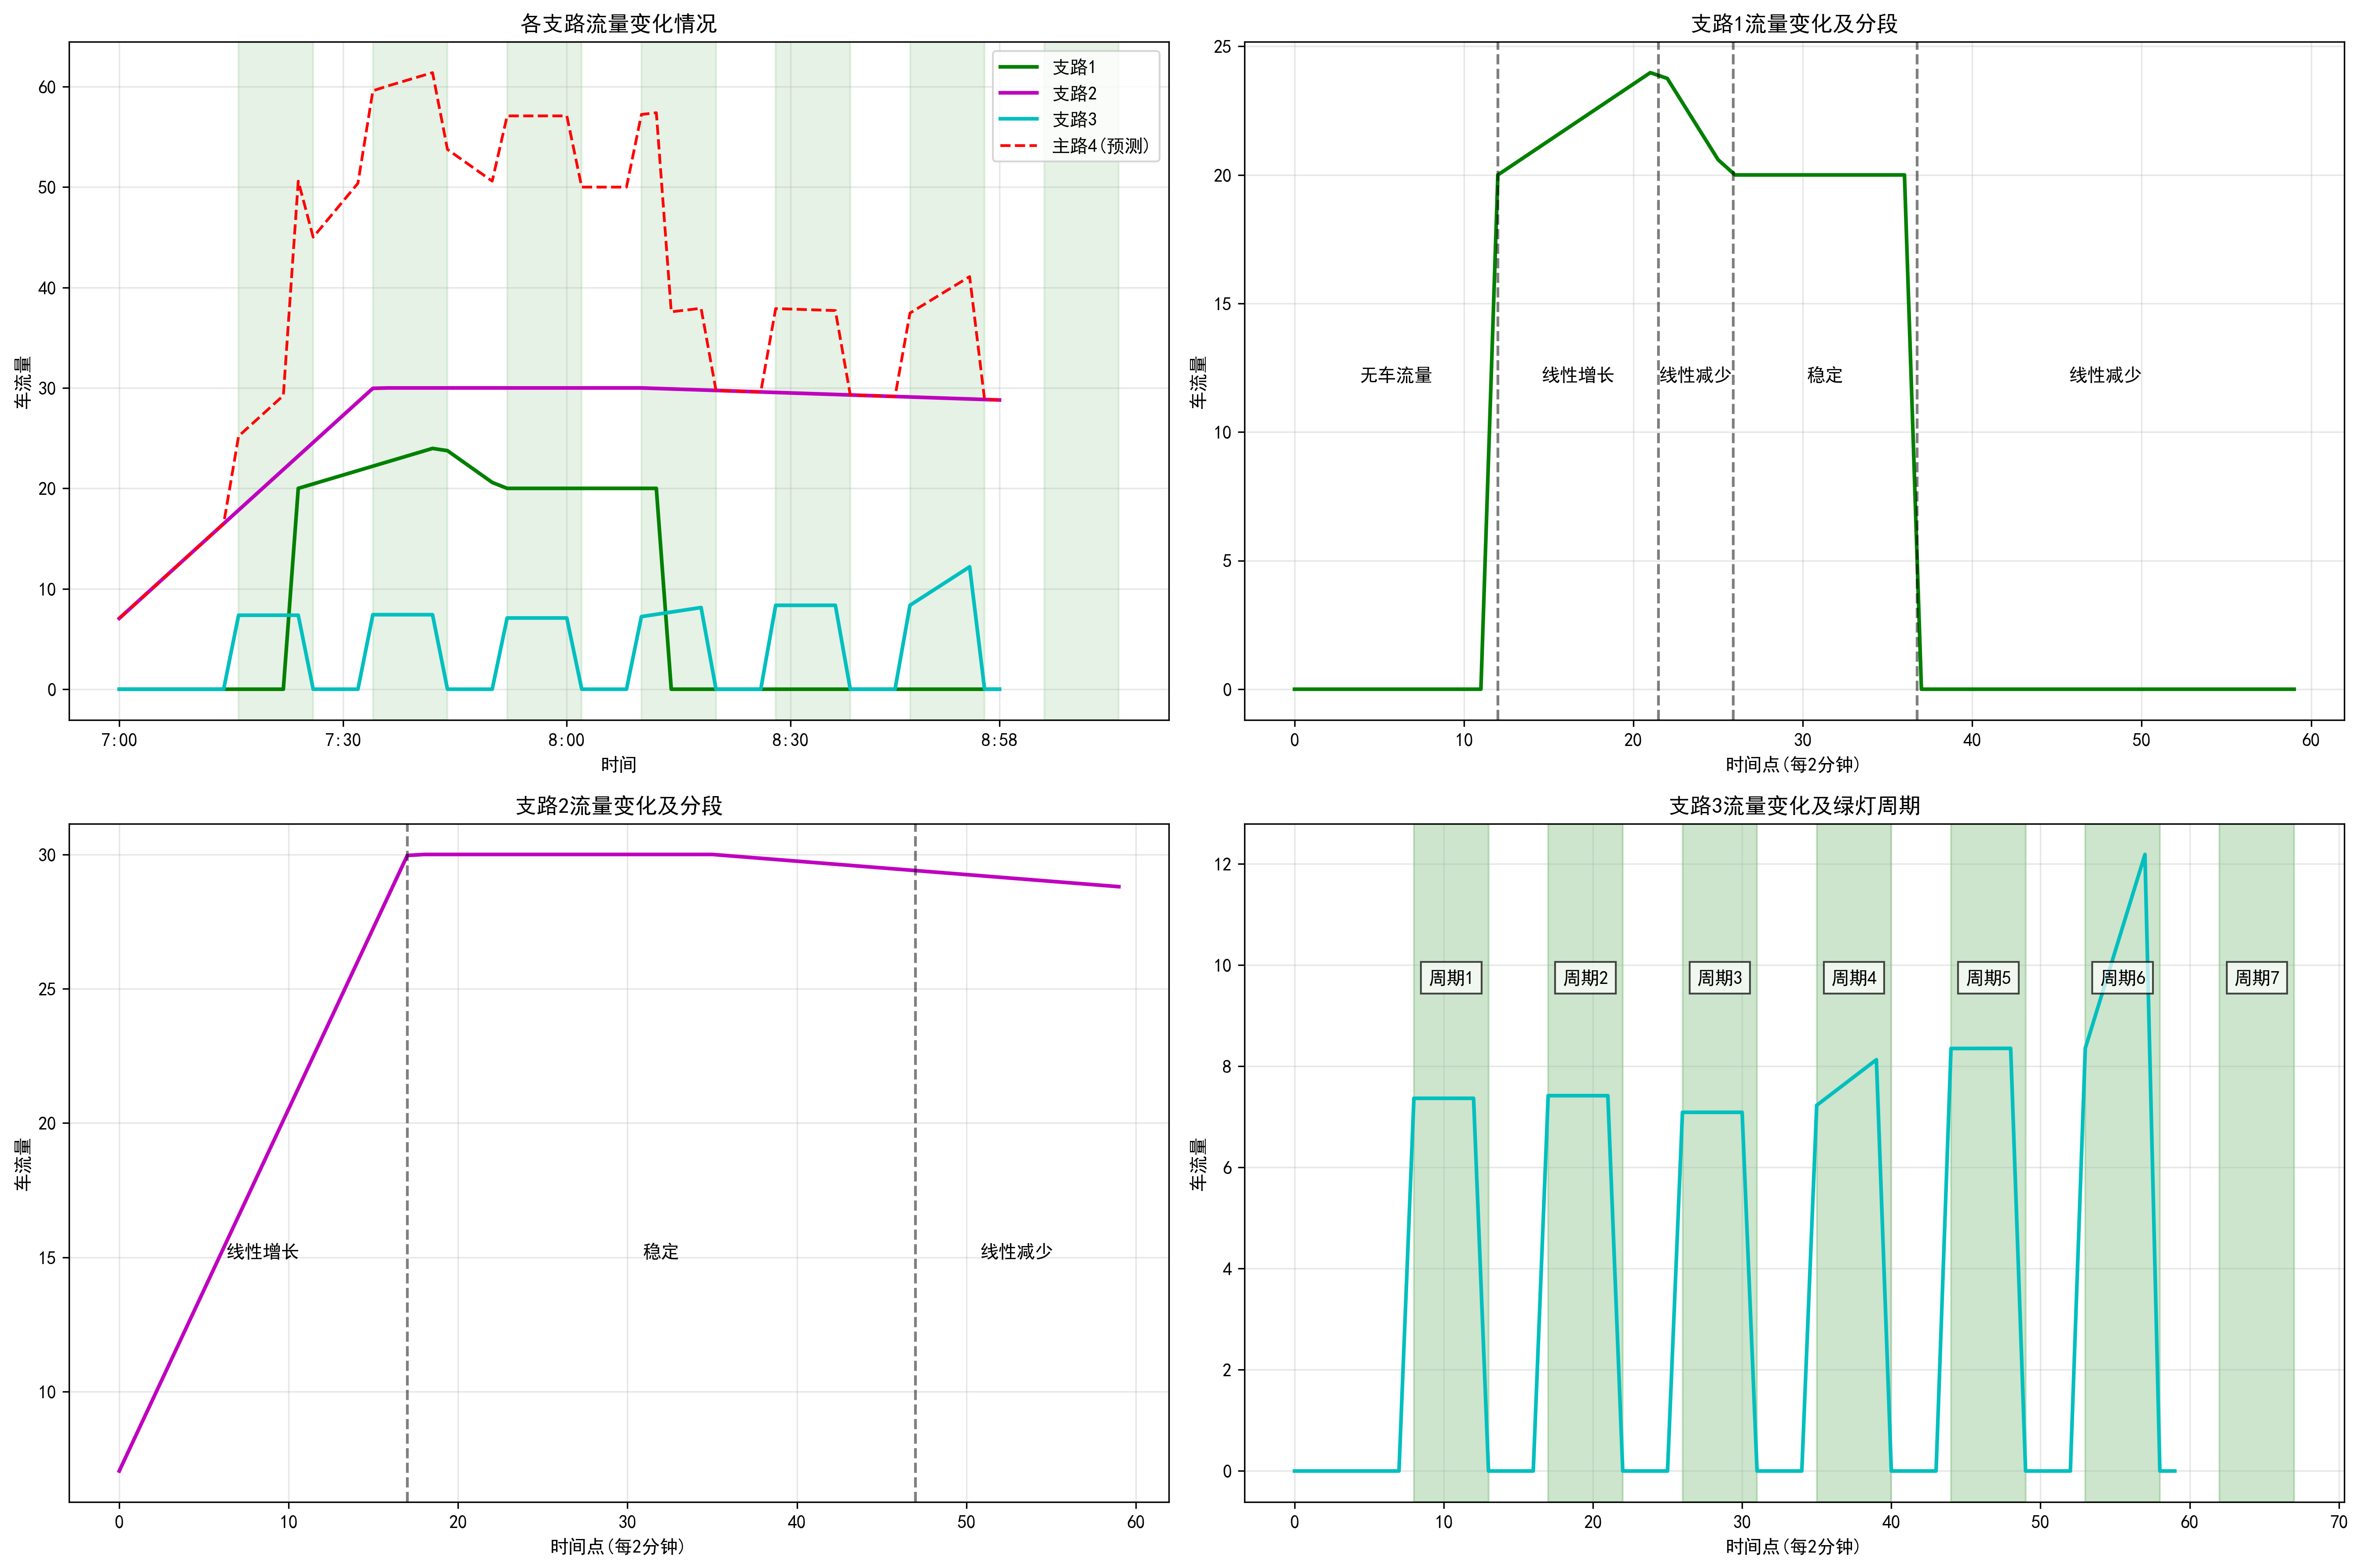 各支路流量变化情况
车流量
60
50
40
30
20
10
0
支路1
支路2
支路3
主路4(预测)
7:00 7:30 8:00 8:30 8:58
时间
支路1流量变化及分段
车流量
25
20
15
10
5
0
无车流量 线性增长 线性减少 稳定 线性减少
0 10 20 30 40 50 60
时间点(每2分钟)
支路2流量变化及分段
车流量
30
25
20
15
10
线性增长 稳定 线性减少
0 10 20 30 40 50 60
时间点(每2分钟)
支路3流量变化及绿灯周期
车流量
12
10
8
6
4
2
0
周期1 周期2 周期3 周期4 周期5 周期6 周期7
0 10 20 30 40 50 60 70
时间点(每2分钟)